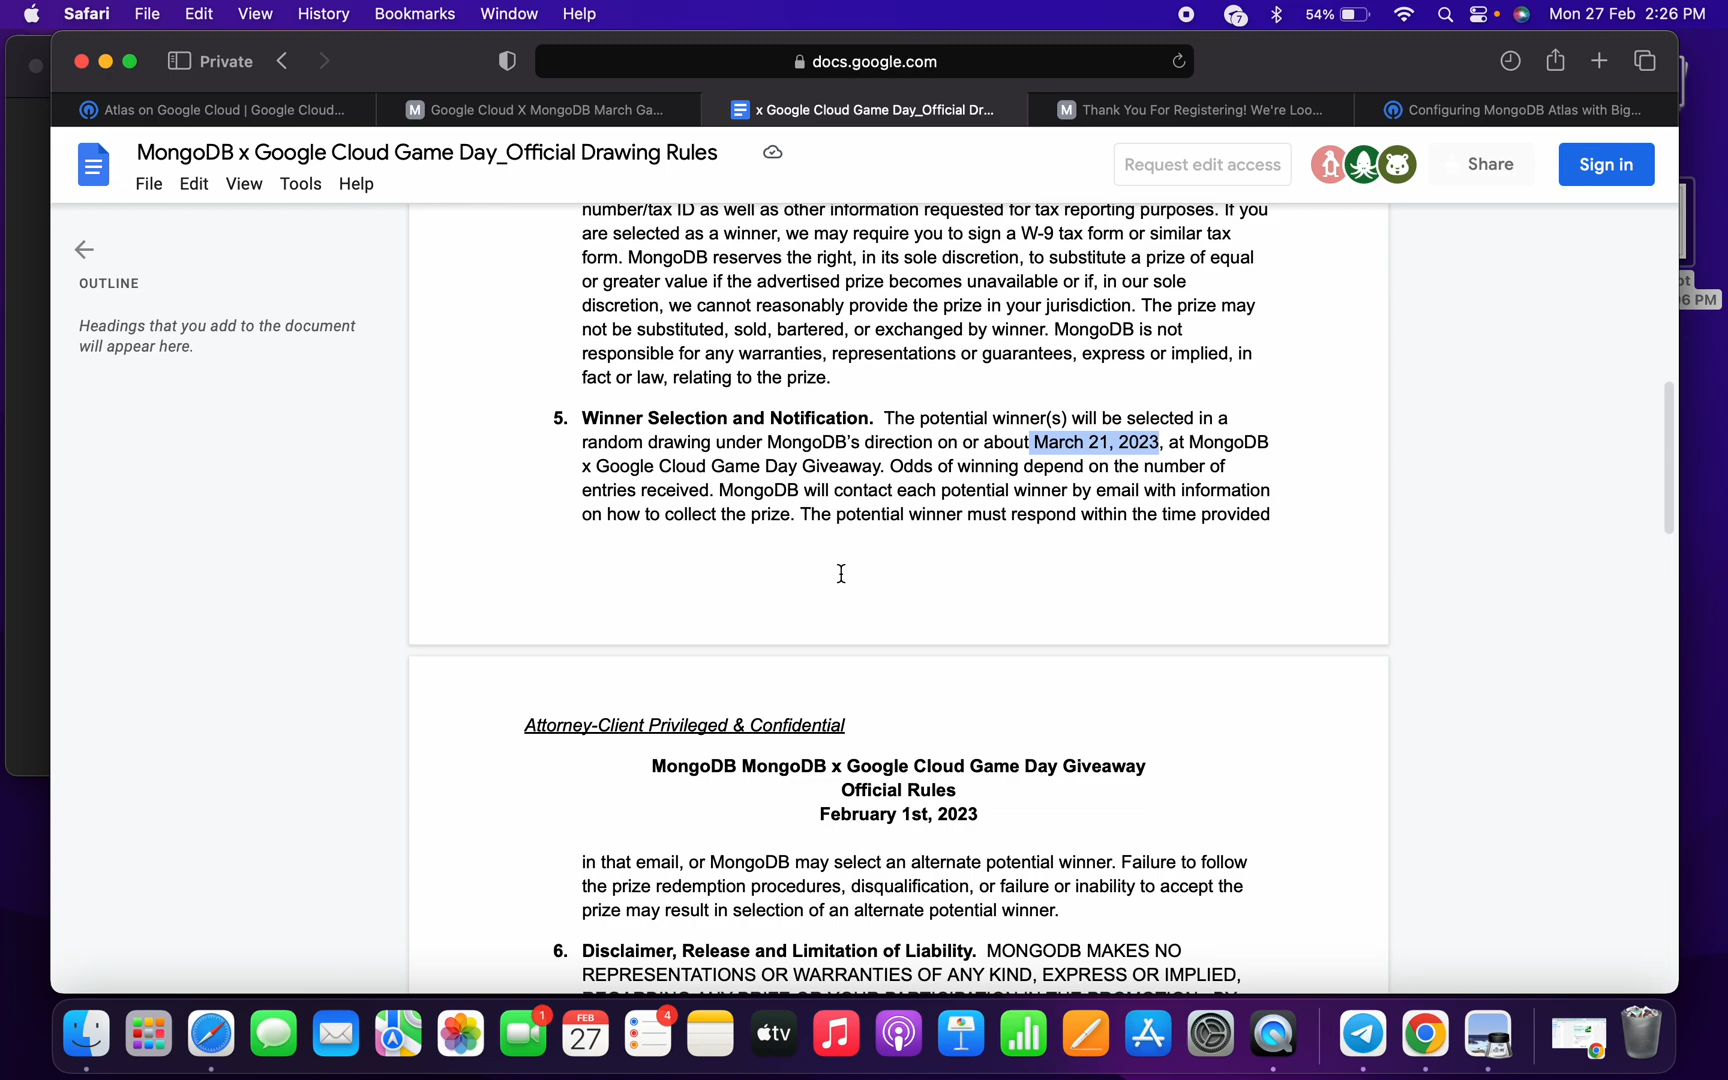 Safari File Edit View History Bookmarks Window Help
7 54% Mon 27 Feb 2:26 PM
Private docs.google.com
Atlas on Google Cloud | Google Cloud...
M Google Cloud X MongoDB March Ga...
x Google Cloud Game Day_Official Dr...
M Thank You For Registering! We're Loo...
Configuring MongoDB Atlas with Big...
MongoDB x Google Cloud Game Day_Official Drawing Rules
File Edit View Tools Help
Request edit access Share Sign in
6 PM
OUTLINE
Headings that you add to the document
will appear here.
number/tax ID as well as other information requested for tax reporting purposes. If you
are selected as a winner, we may require you to sign a W-9 tax form or similar tax
form. MongoDB reserves the right, in its sole discretion, to substitute a prize of equal
or greater value if the advertised prize becomes unavailable or if, in our sole
discretion, we cannot reasonably provide the prize in your jurisdiction. The prize may
not be substituted, sold, bartered, or exchanged by winner. MongoDB is not
responsible for any warranties, representations or guarantees, express or implied, in
fact or law, relating to the prize.
5. Winner Selection and Notification. The potential winner(s) will be selected in a
random drawing under MongoDB's direction on or about March 21, 2023, at MongoDB
x Google Cloud Game Day Giveaway. Odds of winning depend on the number of
entries received. MongoDB will contact each potential winner by email with information
on how to collect the prize. The potential winner must respond within the time provided
Attorney-Client Privileged & Confidential
MongoDB MongoDB x Google Cloud Game Day Giveaway
Official Rules
February 1st, 2023
in that email, or MongoDB may select an alternate potential winner. Failure to follow
the prize redemption procedures, disqualification, or failure or inability to accept the
prize may result in selection of an alternate potential winner.
6. Disclaimer, Release and Limitation of Liability. MONGODB MAKES NO
REPRESENTATIONS OR WARRANTIES OF ANY KIND, EXPRESS OR IMPLIED,
1 FEB 27 4 tv